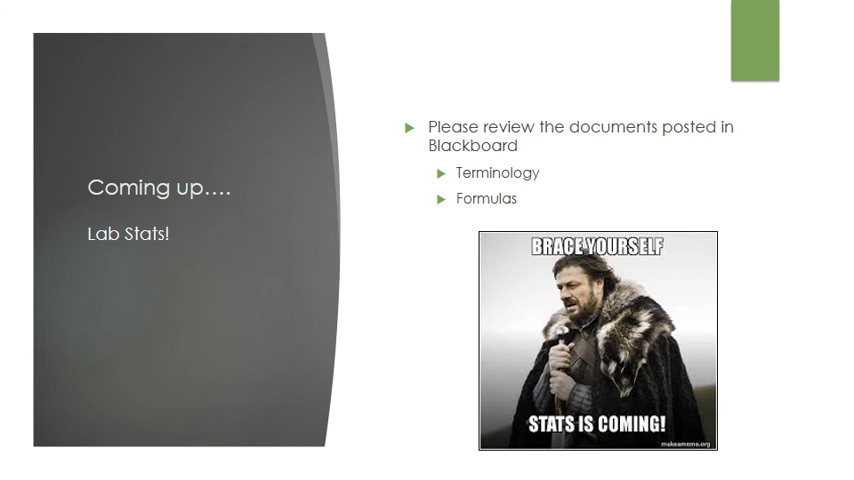 Coming up....
Lab Stats!
Please review the documents posted in
Blackboard
Terminology
Formulas
BRACE YOURSELF
STATS IS COMING!
makeameme.org